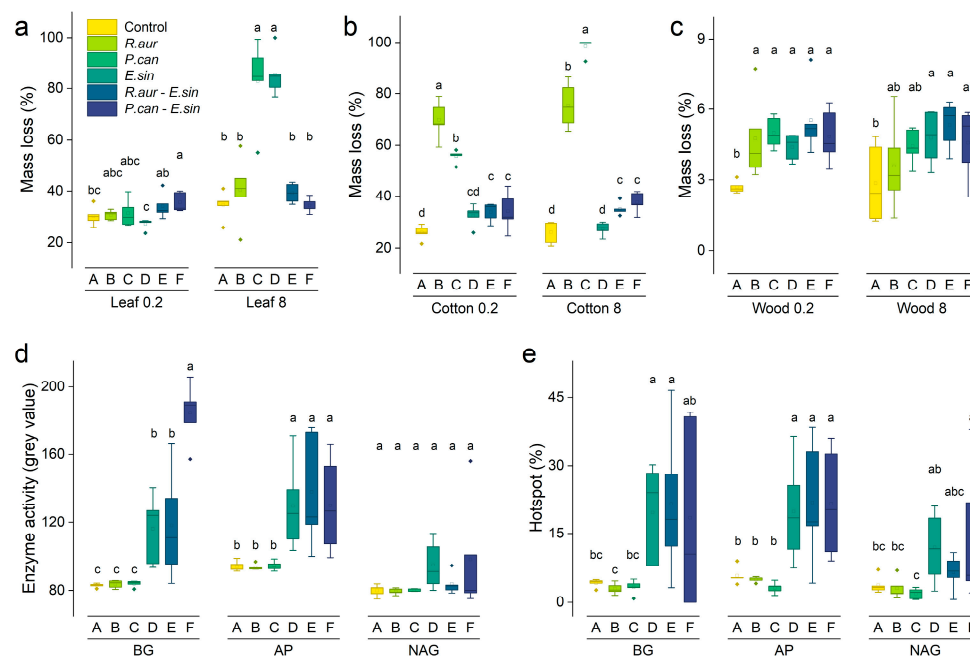 a
Control
R.aur
P.can
E.sin
R.aur - E.sin
P.can - E.sin
Mass loss (%)
100
80
60
40
20
bc abc abc c ab a
b b a a b b
A B C D E F A B C D E F
Leaf 0.2 Leaf 8
b
Mass loss (%)
100
80
60
40
20
d a c cd c c
d b a d c c
A B C D E F A B C D E F
Cotton 0.2 Cotton 8
c
Mass loss (%)
9
6
3
0
b a a a a a
b ab ab a a a
A B C D E F A B C D E F
Wood 0.2 Wood 8
d
Enzyme activity (grey value)
200
160
120
80
c c c b b a
b b b a a a
a a a a a a
A B C D E F A B C D E F A B C D E F
BG AP NAG
e
Hotspot (%)
45
30
15
0
bc c bc a a ab
b b b a a a
bc bc c ab abc
A B C D E F A B C D E F A B C D E F
BG AP NAG